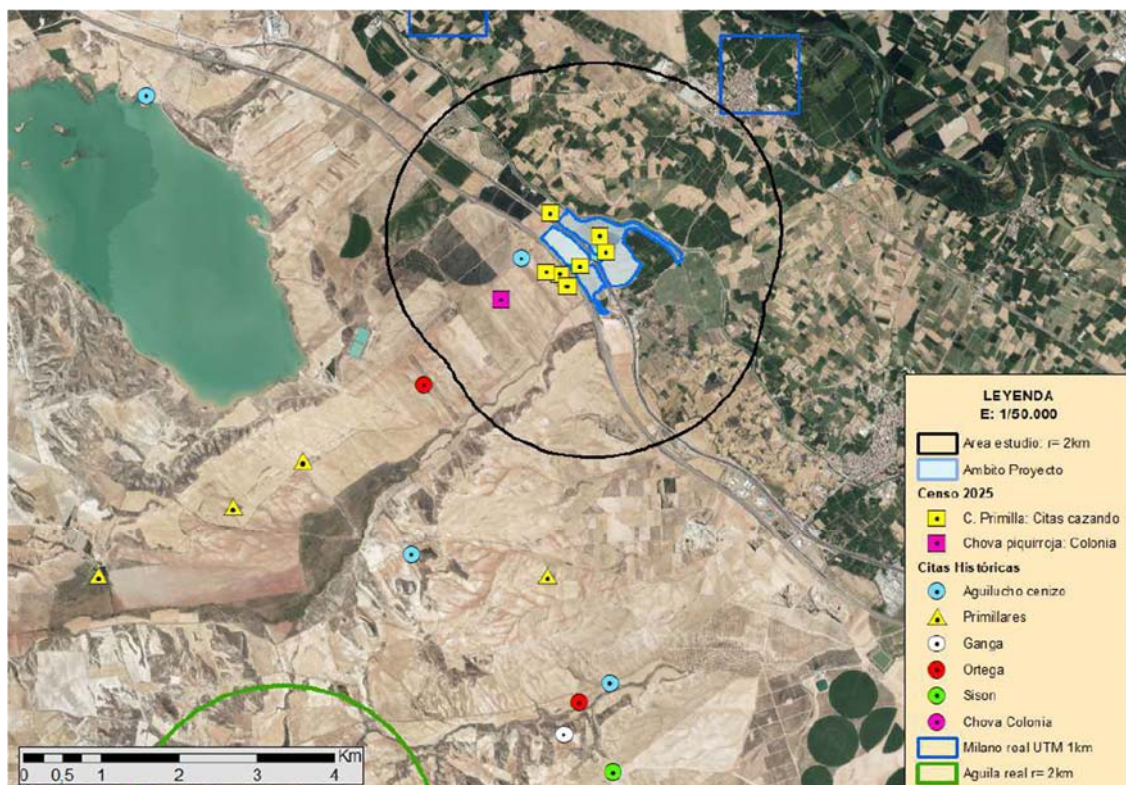 LEYENDA
E: 1/50.000
Area estudio: r= 2km
Ambito Proyecto
Censo 2025
C. Primilla: Citas cazando
Chova piquirroja: Colonia
Citas Históricas
Aguilucho cenizo
Primillares
Ganga
Ortega
Sison
Chova Colonia
Milano real UTM 1km
Aguila real r= 2km
Km
0 0,5 1 2 3 4